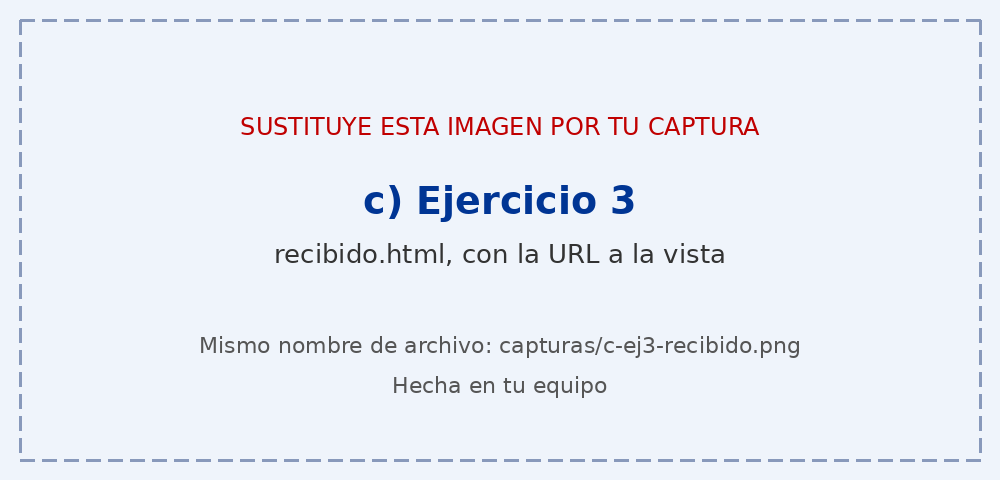 SUSTITUYE ESTA IMAGEN POR TU CAPTURA
c) Ejercicio 3
recibido.html, con la URL a la vista
Mismo nombre de archivo: capturas/c-ej3-recibido.png
Hecha en tu equipo